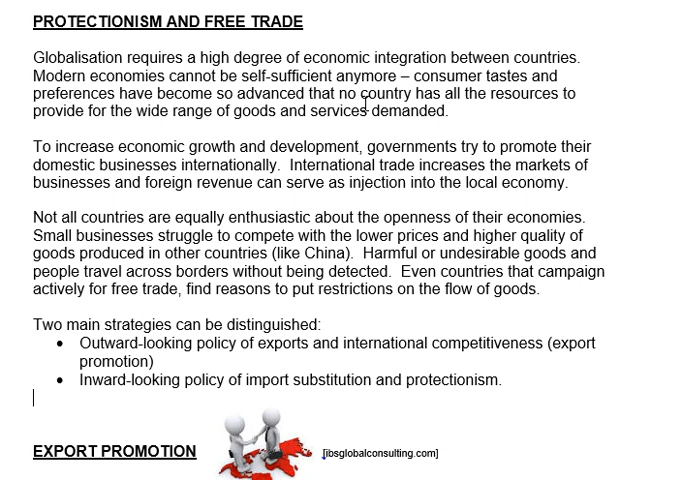 PROTECTIONISM AND FREE TRADE
Globalisation requires a high degree of economic integration between countries.
Modern economies cannot be self-sufficient anymore – consumer tastes and
preferences have become so advanced that no country has all the resources to
provide for the wide range of goods and services demanded.
To increase economic growth and development, governments try to promote their
domestic businesses internationally.  International trade increases the markets of
businesses and foreign revenue can serve as injection into the local economy.
Not all countries are equally enthusiastic about the openness of their economies.
Small businesses struggle to compete with the lower prices and higher quality of
goods produced in other countries (like China).  Harmful or undesirable goods and
people travel across borders without being detected.  Even countries that campaign
actively for free trade, find reasons to put restrictions on the flow of goods.
Two main strategies can be distinguished:
• Outward-looking policy of exports and international competitiveness (export
promotion)
• Inward-looking policy of import substitution and protectionism.
EXPORT PROMOTION [ibsglobalconsulting.com]